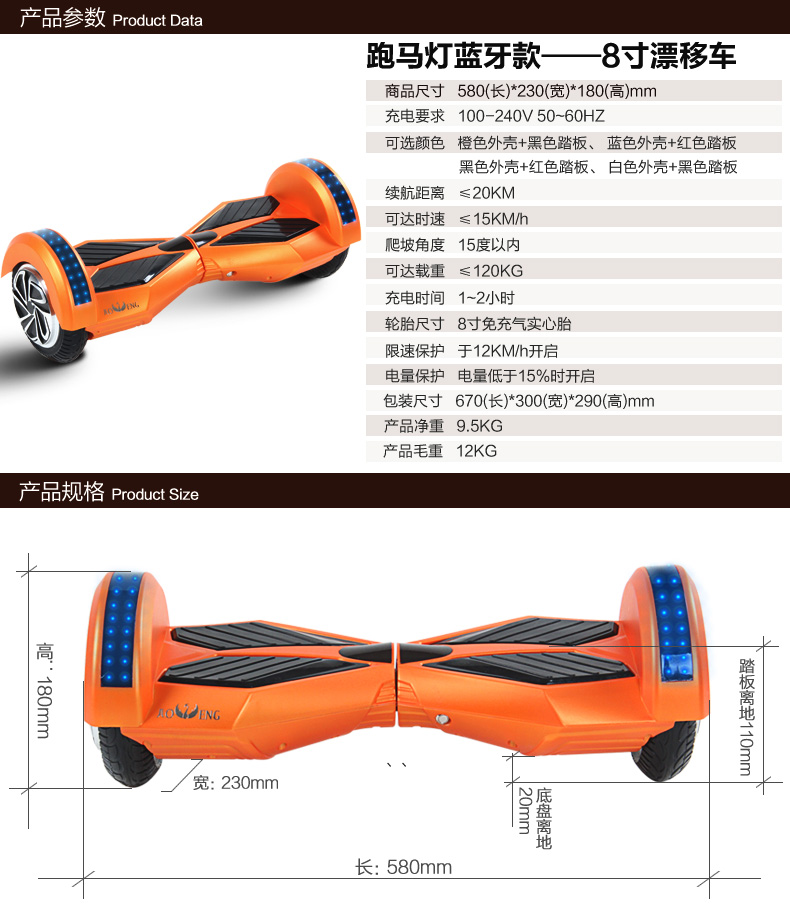 产品参数 Product Data
跑马灯蓝牙款——8寸漂移车
商品尺寸 580(长)*230(宽)*180(高)mm
充电要求 100-240V 50~60HZ
可选颜色 橙色外壳+黑色踏板、蓝色外壳+红色踏板
黑色外壳+红色踏板、白色外壳+黑色踏板
续航距离 ≤20KM
可达时速 ≤15KM/h
爬坡角度 15度以内
可达载重 ≤120KG
充电时间 1~2小时
轮胎尺寸 8寸免充气实心胎
限速保护 于12KM/h开启
电量保护 电量低于15%时开启
包装尺寸 670(长)*300(宽)*290(高)mm
产品净重 9.5KG
产品毛重 12KG
产品规格 Product Size
高: 180mm
踏板离地110mm
宽: 230mm
、、
底盘离地
20mm
长: 580mm